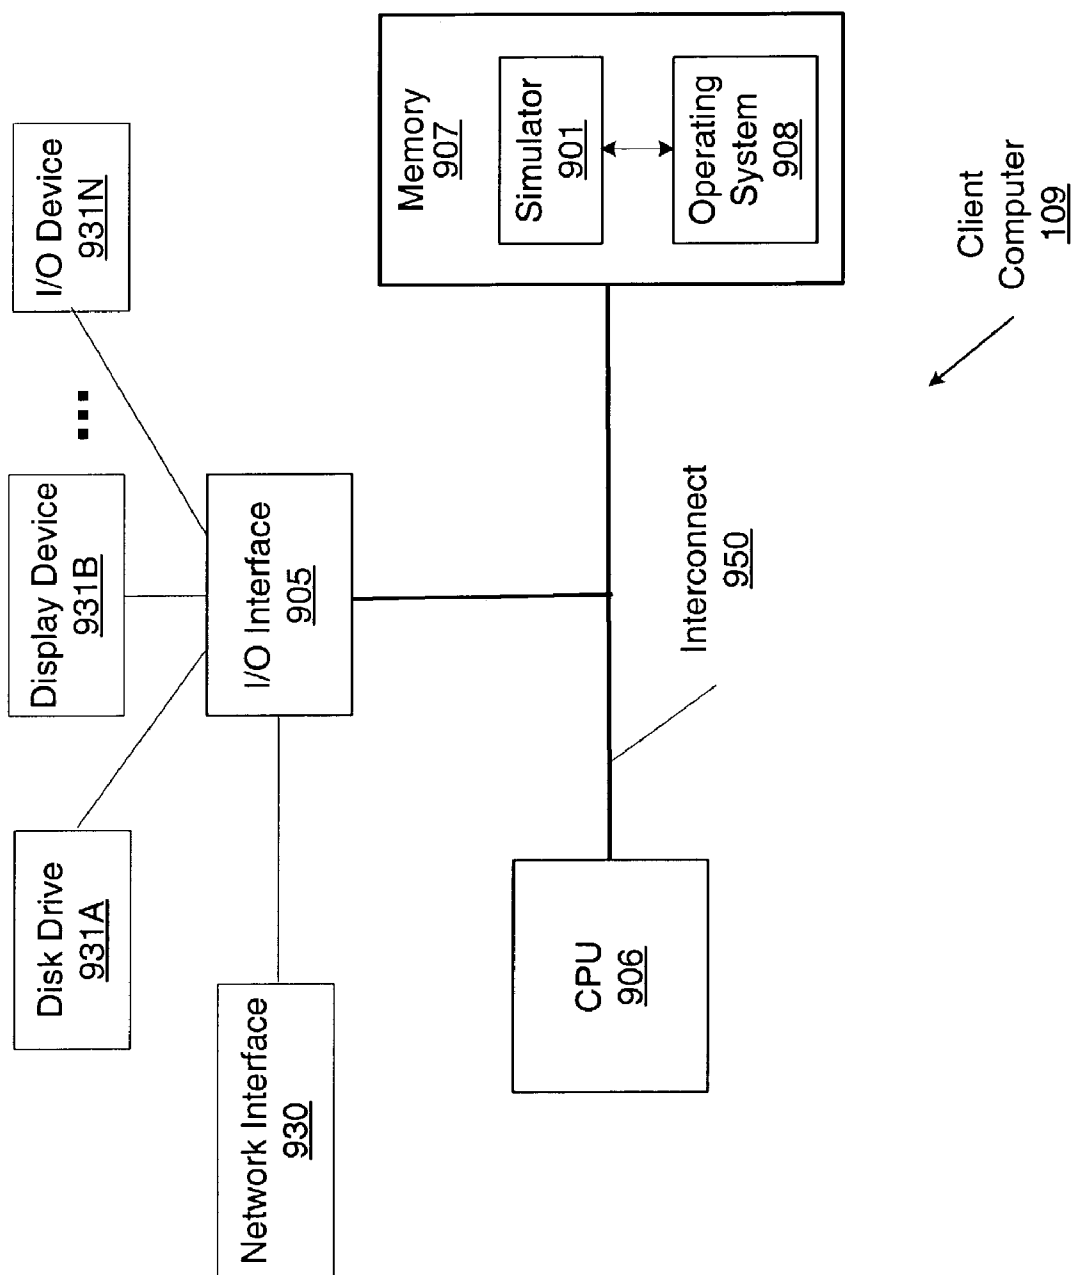 Disk Drive
931A
Display Device
931B
...
I/O Device
931N
Network Interface
930
I/O Interface
905
CPU
906
Interconnect
950
Memory
907
Simulator
901
Operating
System
908
Client
Computer
109